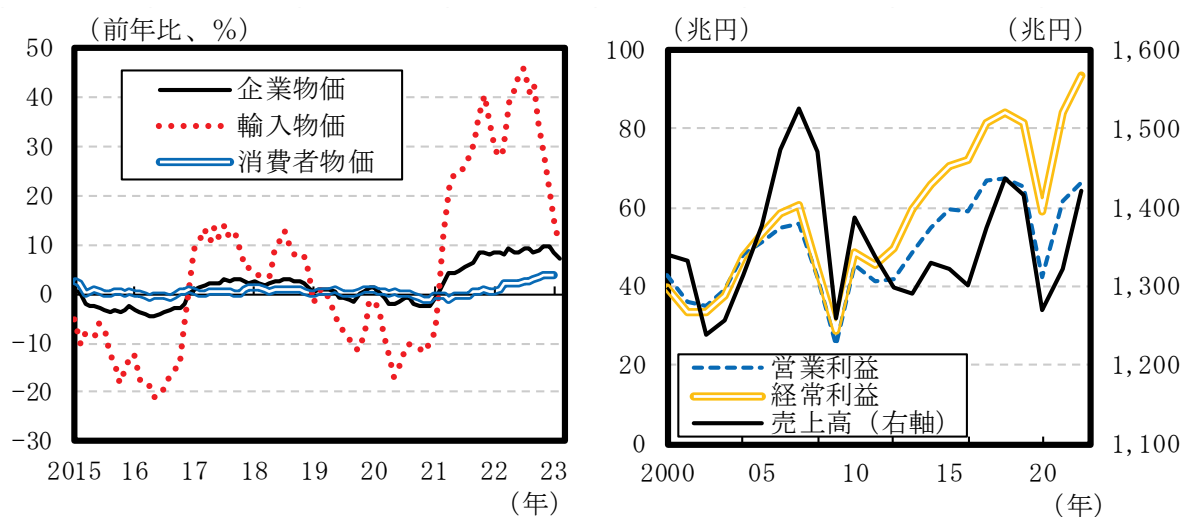 （前年比、％）
50
40
30
20
10
0
-10
-20
-30
企業物価
輸入物価
消費者物価
2015 16 17 18 19 20 21 22 23
（年）
（兆円） （兆円）
100
80
60
40
20
0
1,600
1,500
1,400
1,300
1,200
1,100
営業利益
経常利益
売上高（右軸）
2000 05 10 15 20
（年）